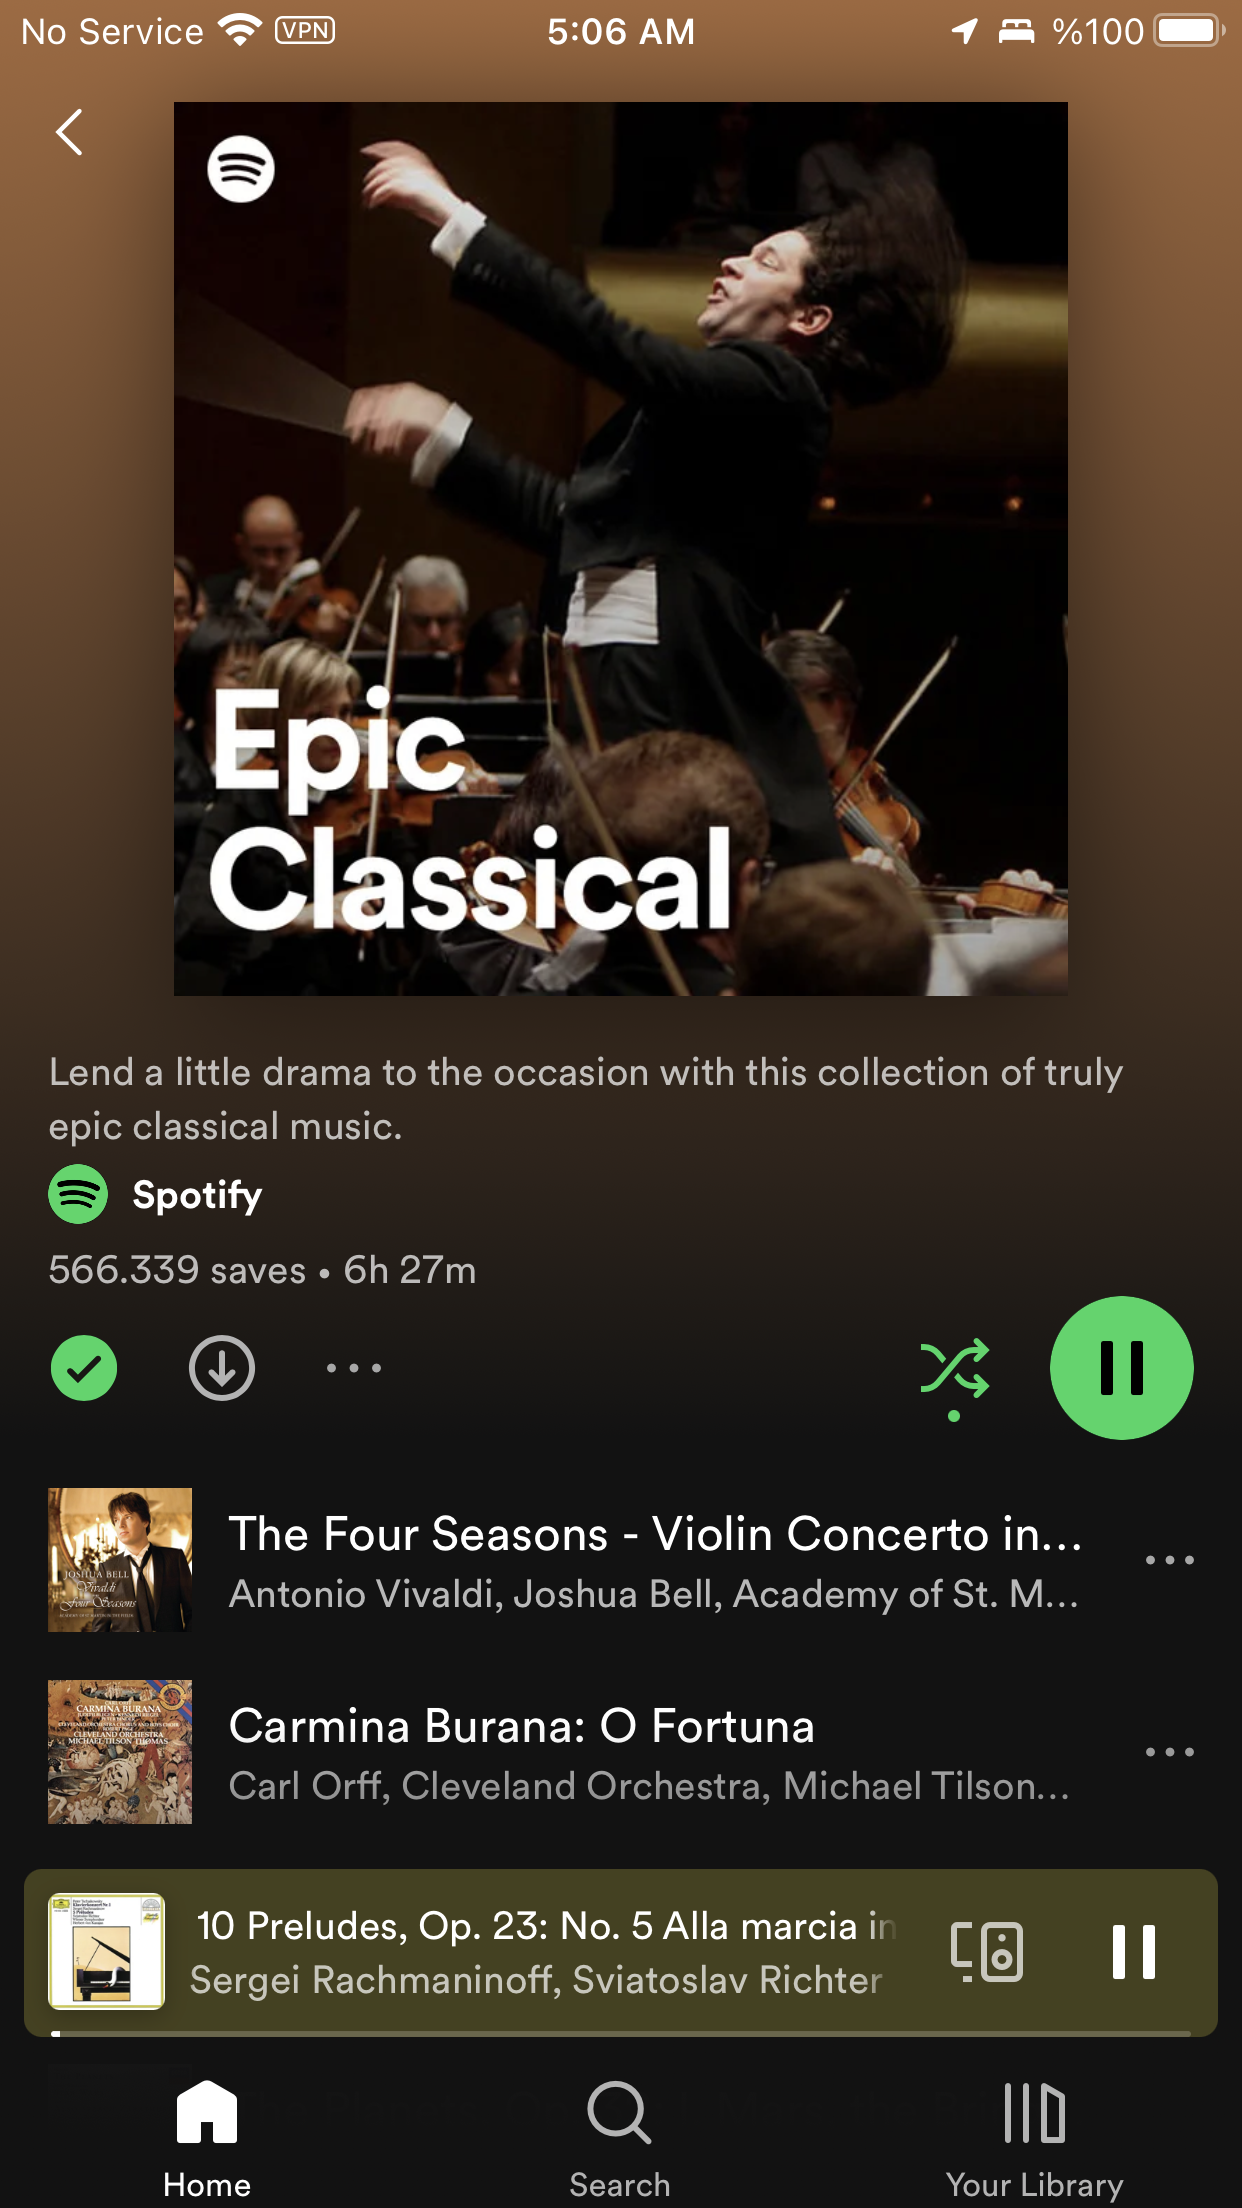 No Service VPN 5:06 AM %100
Epic
Classical
Lend a little drama to the occasion with this collection of truly
epic classical music.
Spotify
566.339 saves • 6h 27m
The Four Seasons - Violin Concerto in...
Antonio Vivaldi, Joshua Bell, Academy of St. M...
JOSHUA BELL
Vivaldi
Four Seasons
Carmina Burana: O Fortuna
Carl Orff, Cleveland Orchestra, Michael Tilson...
CARL ORFF
CARMINA BURANA
CLEVELAND ORCHESTRA
MICHAEL TILSON THOMAS
10 Preludes, Op. 23: No. 5 Alla marcia in
Sergei Rachmaninoff, Sviatoslav Richter
Home
Search
Your Library